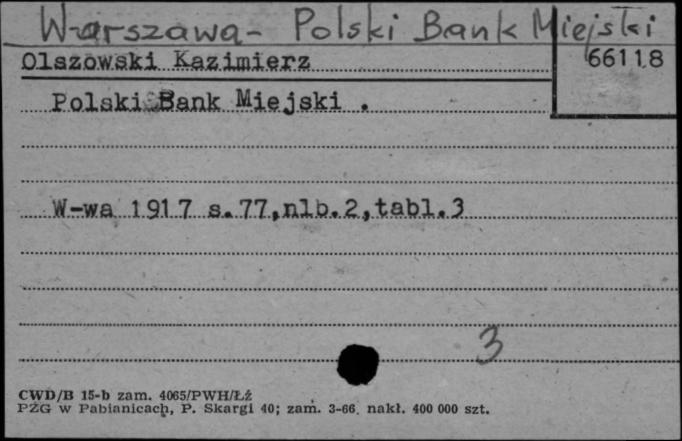 Warszawa - Polski Bank Miejski
Olszowski Kazimierz
66118
Polski Bank Miejski .
W-wa 1917 s.77,nlb.2,tabl.3
3
CWD/B 15-b zam. 4065/PWH/Łź
PZG w Pabianicach, P. Skargi 40; zam. 3-66. nakł. 400 000 szt.